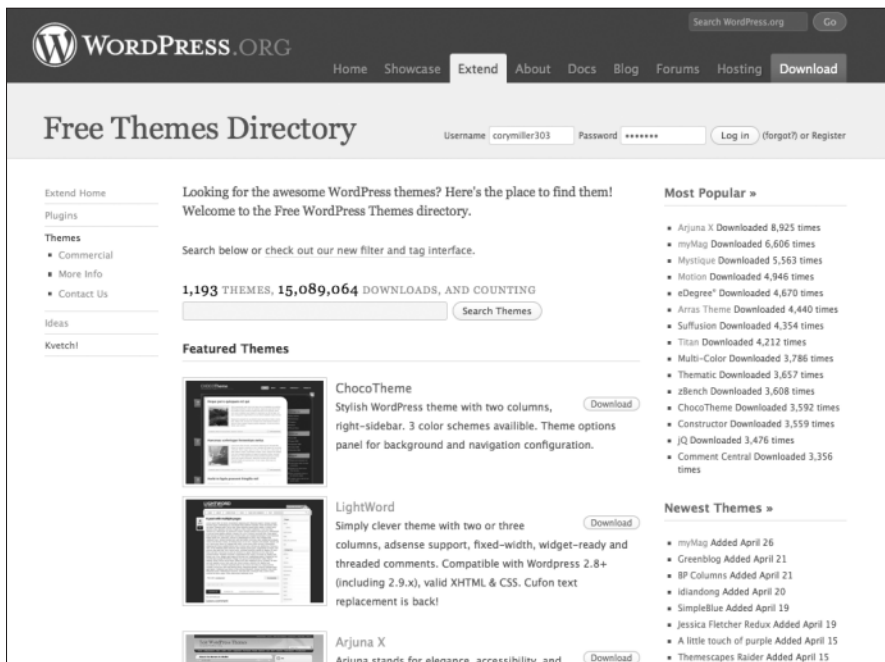 Search WordPress.org Go
WORDPRESS.ORG
Home Showcase Extend About Docs Blog Forums Hosting Download
Free Themes Directory
Username corymiller303 Password ••••••• Log in (forgot?) or Register
Extend Home
Plugins
Themes
Commercial
More Info
Contact Us
Ideas
Kvetch!
Looking for the awesome WordPress themes? Here's the place to find them!
Welcome to the Free WordPress Themes directory.
Search below or check out our new filter and tag interface.
1,193 THEMES, 15,089,064 DOWNLOADS, AND COUNTING
Search Themes
Featured Themes
ChocoTheme
Download
Stylish WordPress theme with two columns,
right-sidebar. 3 color schemes availible. Theme options
panel for background and navigation configuration.
LightWord
Download
Simply clever theme with two or three
columns, adsense support, fixed-width, widget-ready and
threaded comments. Compatible with Wordpress 2.8+
(including 2.9.x), valid XHTML & CSS. Cufon text
replacement is back!
Arjuna X
Download
Arjuna stands for elegance, accessibility, and
Most Popular »
Arjuna X Downloaded 8,925 times
myMag Downloaded 6,606 times
Mystique Downloaded 5,563 times
Motion Downloaded 4,946 times
eDegree° Downloaded 4,670 times
Arras Theme Downloaded 4,440 times
Suffusion Downloaded 4,354 times
Titan Downloaded 4,212 times
Multi-Color Downloaded 3,786 times
Thematic Downloaded 3,657 times
zBench Downloaded 3,608 times
ChocoTheme Downloaded 3,592 times
Constructor Downloaded 3,559 times
jQ Downloaded 3,476 times
Comment Central Downloaded 3,356
times
Newest Themes »
myMag Added April 26
Greenblog Added April 21
BP Columns Added April 21
idiandong Added April 20
SimpleBlue Added April 19
Jessica Fletcher Redux Added April 19
A little touch of purple Added April 15
Themescapes Raider Added April 15